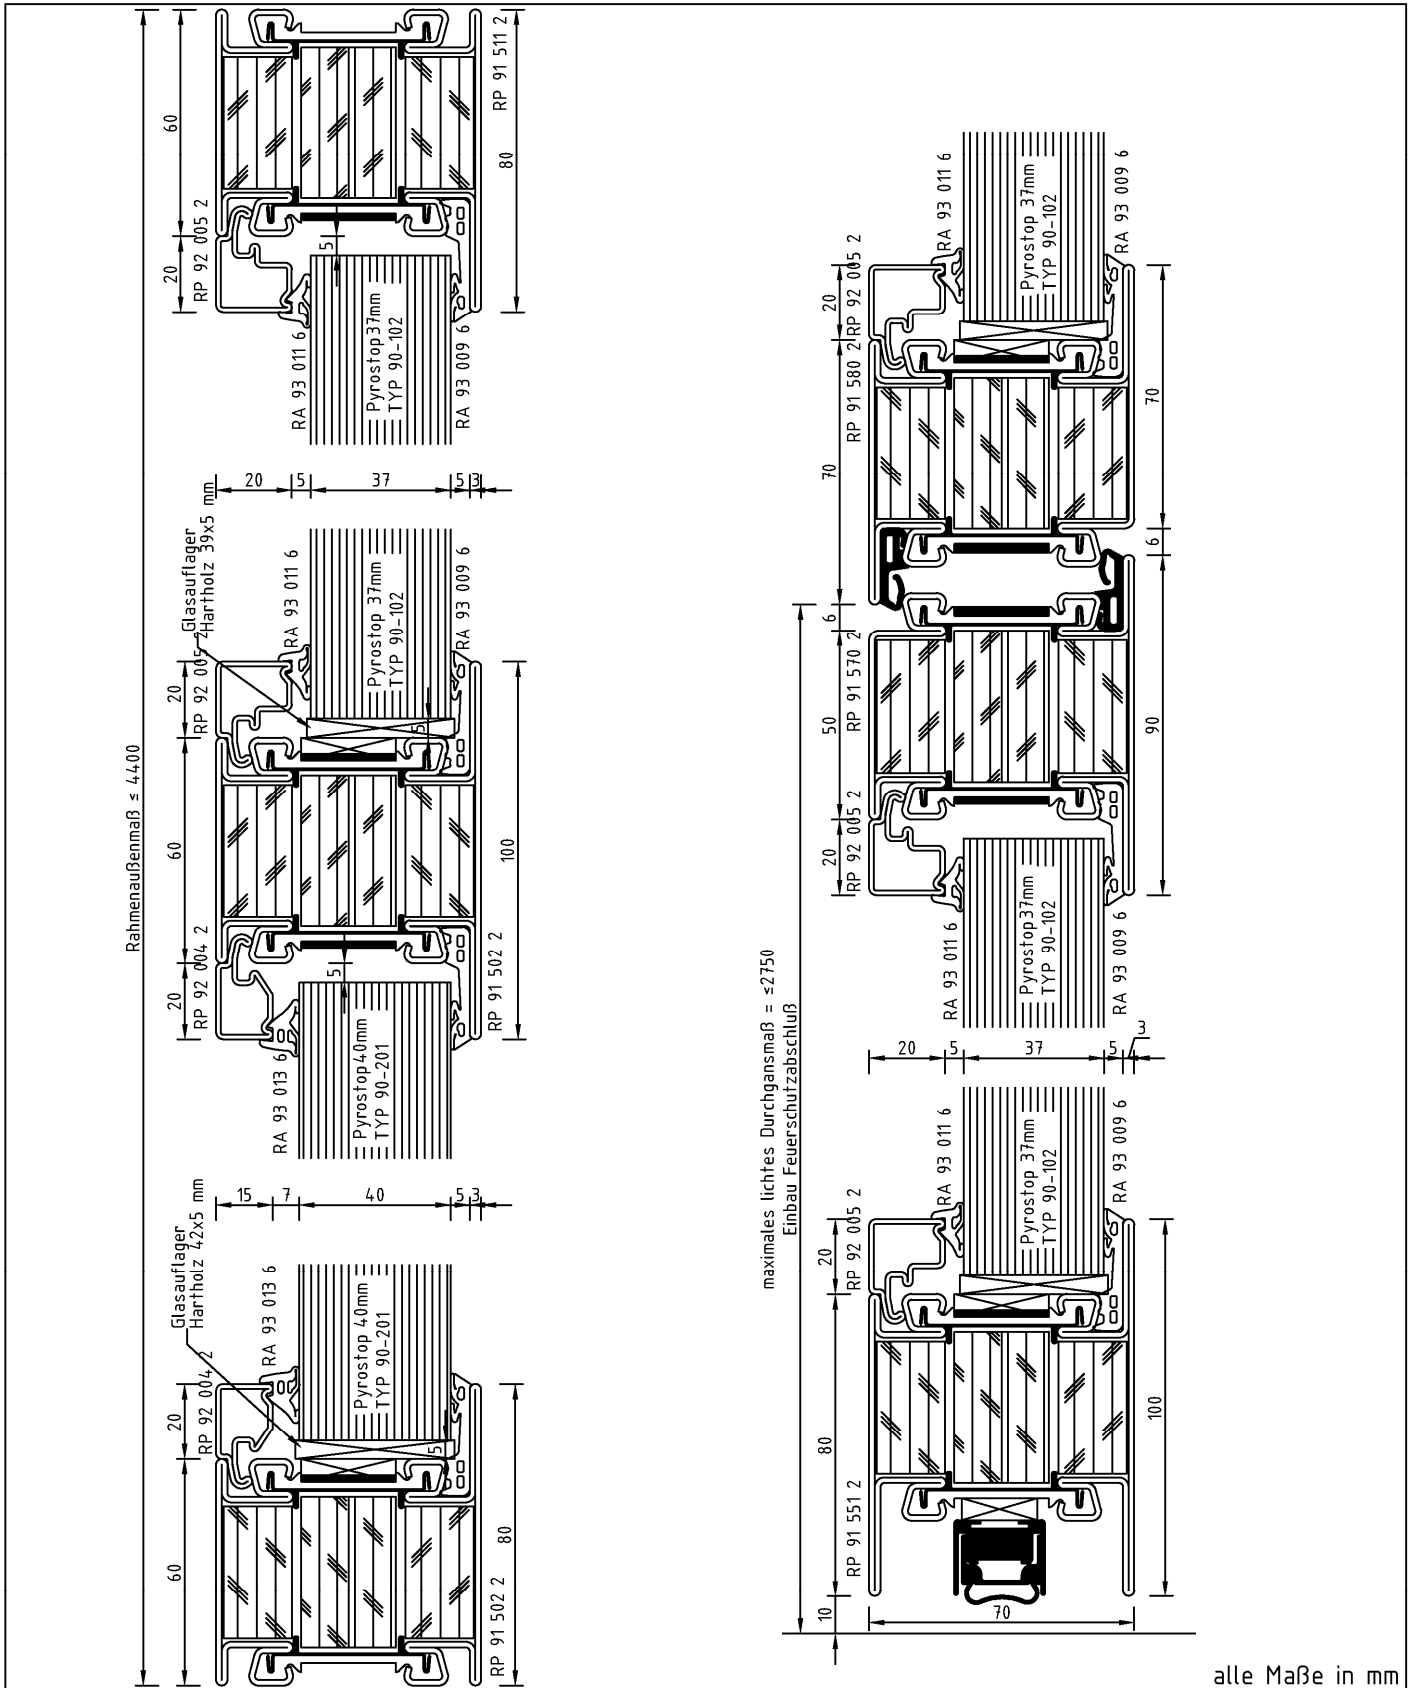 60
RP 91 511 2
80
20
RP 92 005 2
5
Pyrostop 37mm
TYP 90-102
RA 93 011 6
RA 93 009 6
20
5
37
5
3
Glasauflager
Hartholz 39x5 mm
RA 93 011 6
RA 93 009 6
Pyrostop 37mm
TYP 90-102
20
RP 92 005 2
5
Rahmenaußenmaß ≤ 4400
60
100
RP 92 004 2
20
5
RP 91 502 2
Pyrostop 40mm
TYP 90-201
RA 93 013 6
15
7
40
5
3
Glasauflager
Hartholz 42x5 mm
RA 93 013 6
Pyrostop 40mm
TYP 90-201
20
RP 92 004 2
5
60
80
RP 91 502 2
RA 93 011 6
Pyrostop 37mm
TYP 90-102
RA 93 009 6
20
RP 92 005 2
RP 91 580 2
70
70
6
6
RP 91 570 2
50
90
20
RP 92 005 2
RA 93 011 6
Pyrostop 37mm
TYP 90-102
RA 93 009 6
maximales lichtes Durchgansmaß = ≤2750
Einbau Feuerschutzabschluß
20
5
37
5
3
RA 93 011 6
Pyrostop 37mm
TYP 90-102
RA 93 009 6
20
RP 92 005 2
80
100
RP 91 551 2
10
70
alle Maße in mm